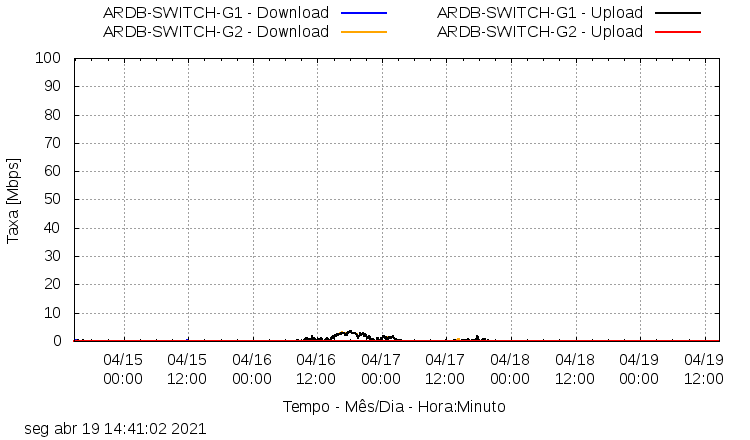 ARDB-SWITCH-G1 - Download ARDB-SWITCH-G1 - Upload
ARDB-SWITCH-G2 - Download ARDB-SWITCH-G2 - Upload
100
90
80
70
60
50
40
30
20
10
0
Taxa [Mbps]
04/15 04/15 04/16 04/16 04/17 04/17 04/18 04/18 04/19 04/19
00:00 12:00 00:00 12:00 00:00 12:00 00:00 12:00 00:00 12:00
Tempo - Mês/Dia - Hora:Minuto
seg abr 19 14:41:02 2021